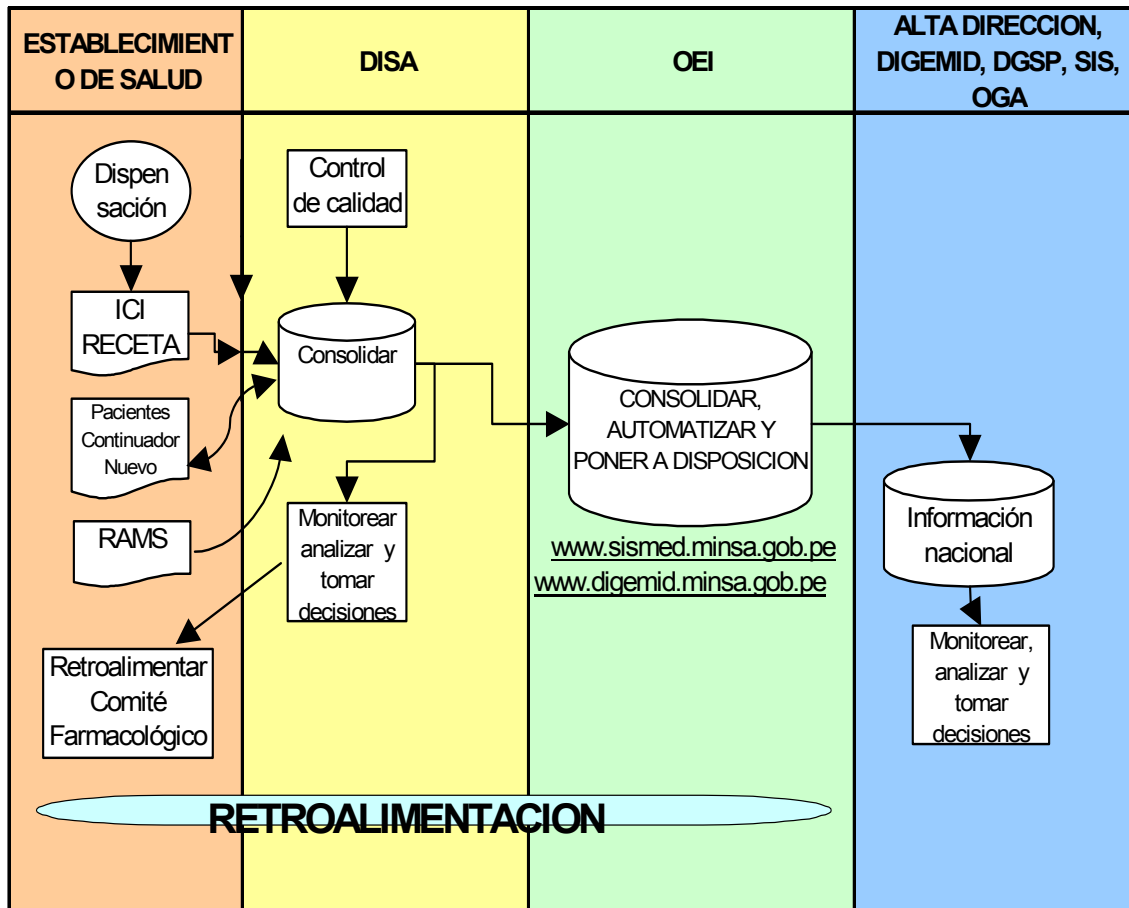 ESTABLECIMIENT
O DE SALUD
DISA
OEI
ALTA DIRECCION,
DIGEMID, DGSP, SIS,
OGA
Dispen
sación
ICI
RECETA
Pacientes
Continuador
Nuevo
RAMS
Retroalimentar
Comité
Farmacológico
Control
de calidad
Consolidar
Monitorear
analizar y
tomar
decisiones
CONSOLIDAR,
AUTOMATIZAR Y
PONER A DISPOSICION
www.sismed.minsa.gob.pe
www.digemid.minsa.gob.pe
Información
nacional
Monitorear,
analizar y
tomar
decisiones
RETROALIMENTACION